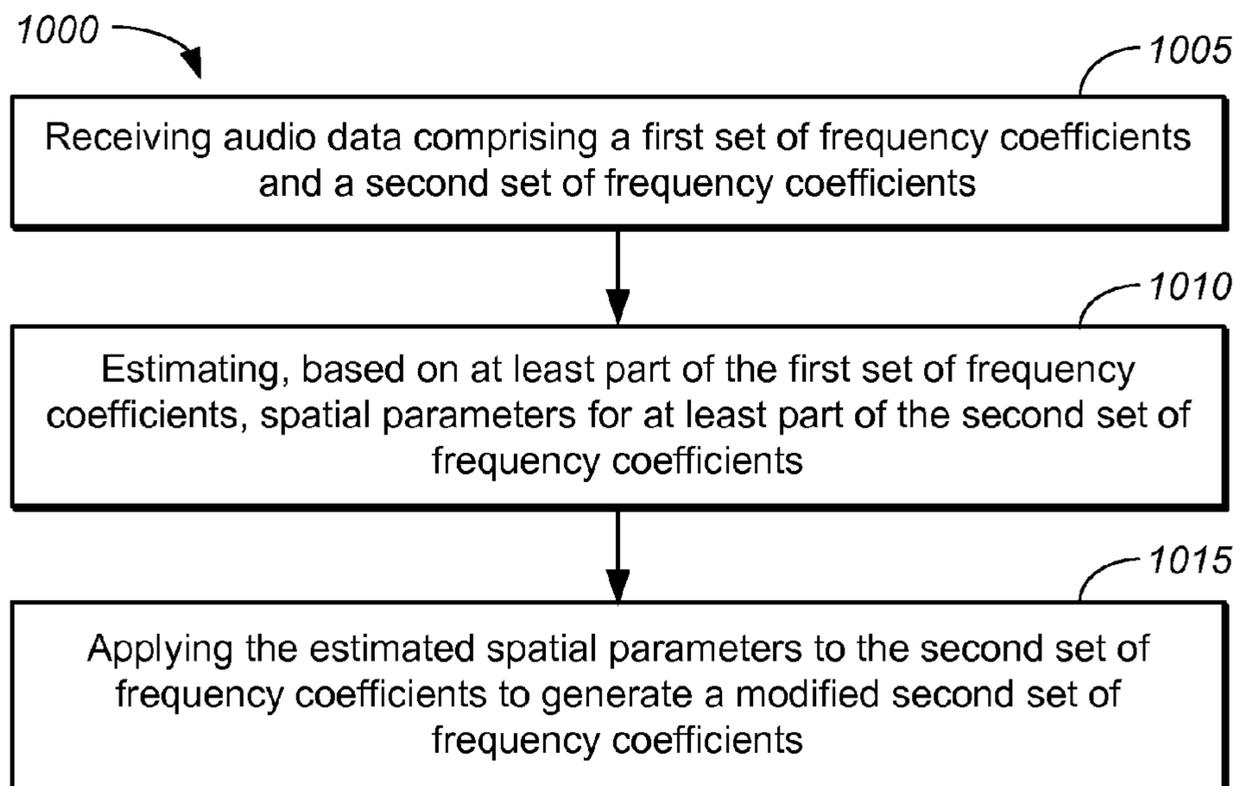 1000
1005
Receiving audio data comprising a first set of frequency coefficients
and a second set of frequency coefficients
1010
Estimating, based on at least part of the first set of frequency
coefficients, spatial parameters for at least part of the second set of
frequency coefficients
1015
Applying the estimated spatial parameters to the second set of
frequency coefficients to generate a modified second set of
frequency coefficients